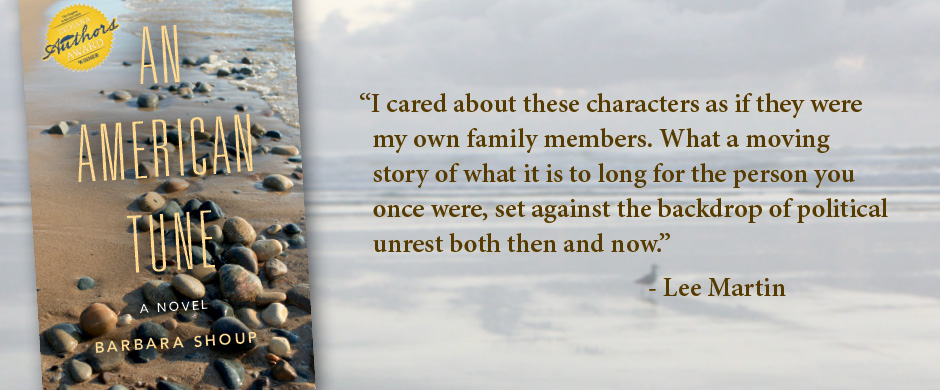 Authors
AWARD
WINNER
AN
AMERICAN
TUNE
A NOVEL
BARBARA SHOUP
“I cared about these characters as if they were
my own family members. What a moving
story of what it is to long for the person you
once were, set against the backdrop of political
unrest both then and now.”
- Lee Martin